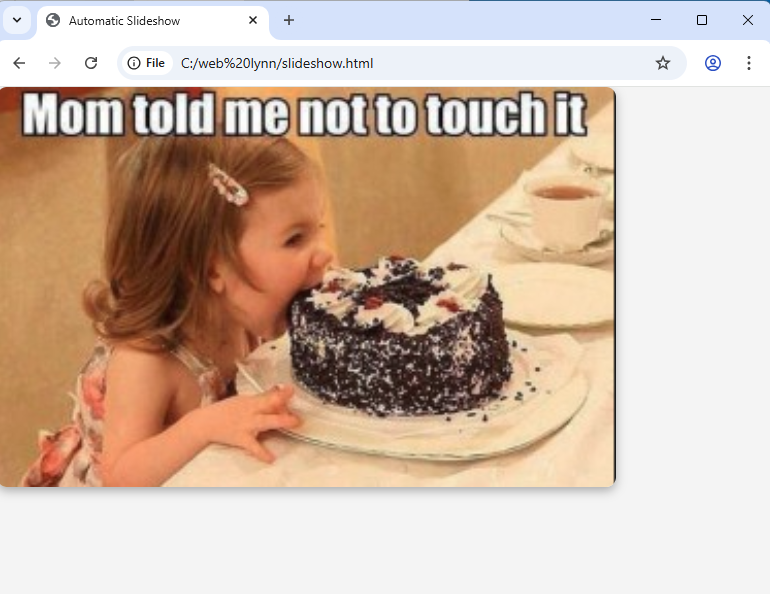 Automatic Slideshow
File
C:/web%20lynn/slideshow.html
Mom told me not to touch it